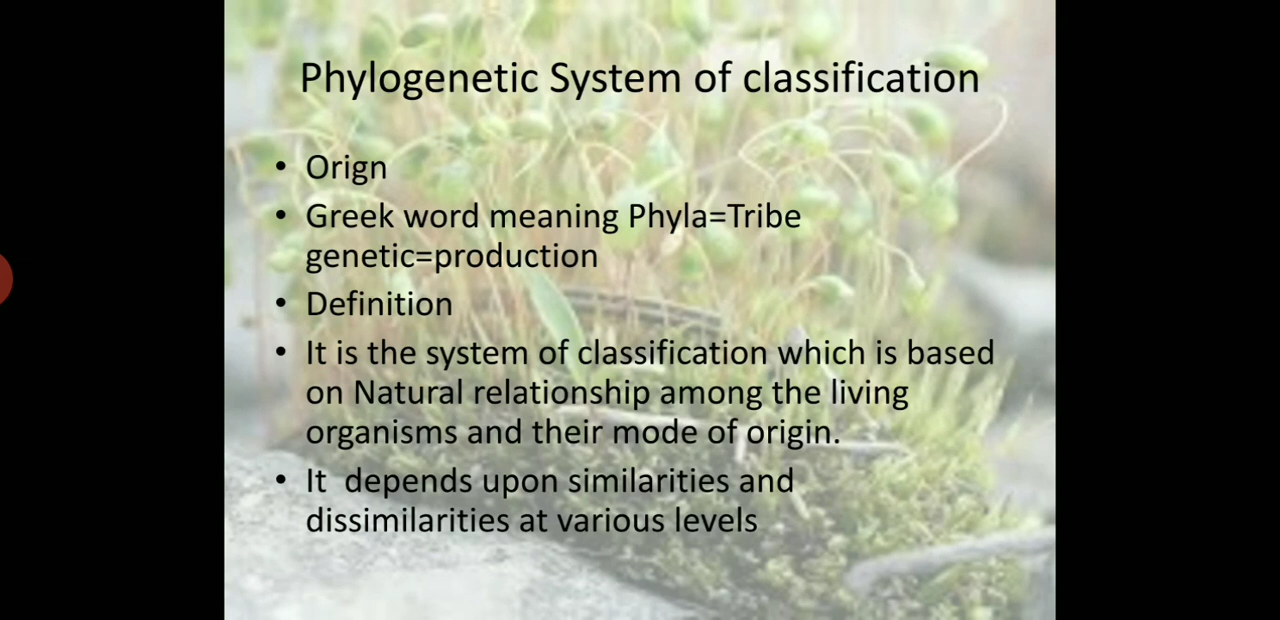 Phylogenetic System of classification
• Orign
• Greek word meaning Phyla=Tribe
genetic=production
• Definition
• It is the system of classification which is based
on Natural relationship among the living
organisms and their mode of origin.
• It  depends upon similarities and
dissimilarities at various levels